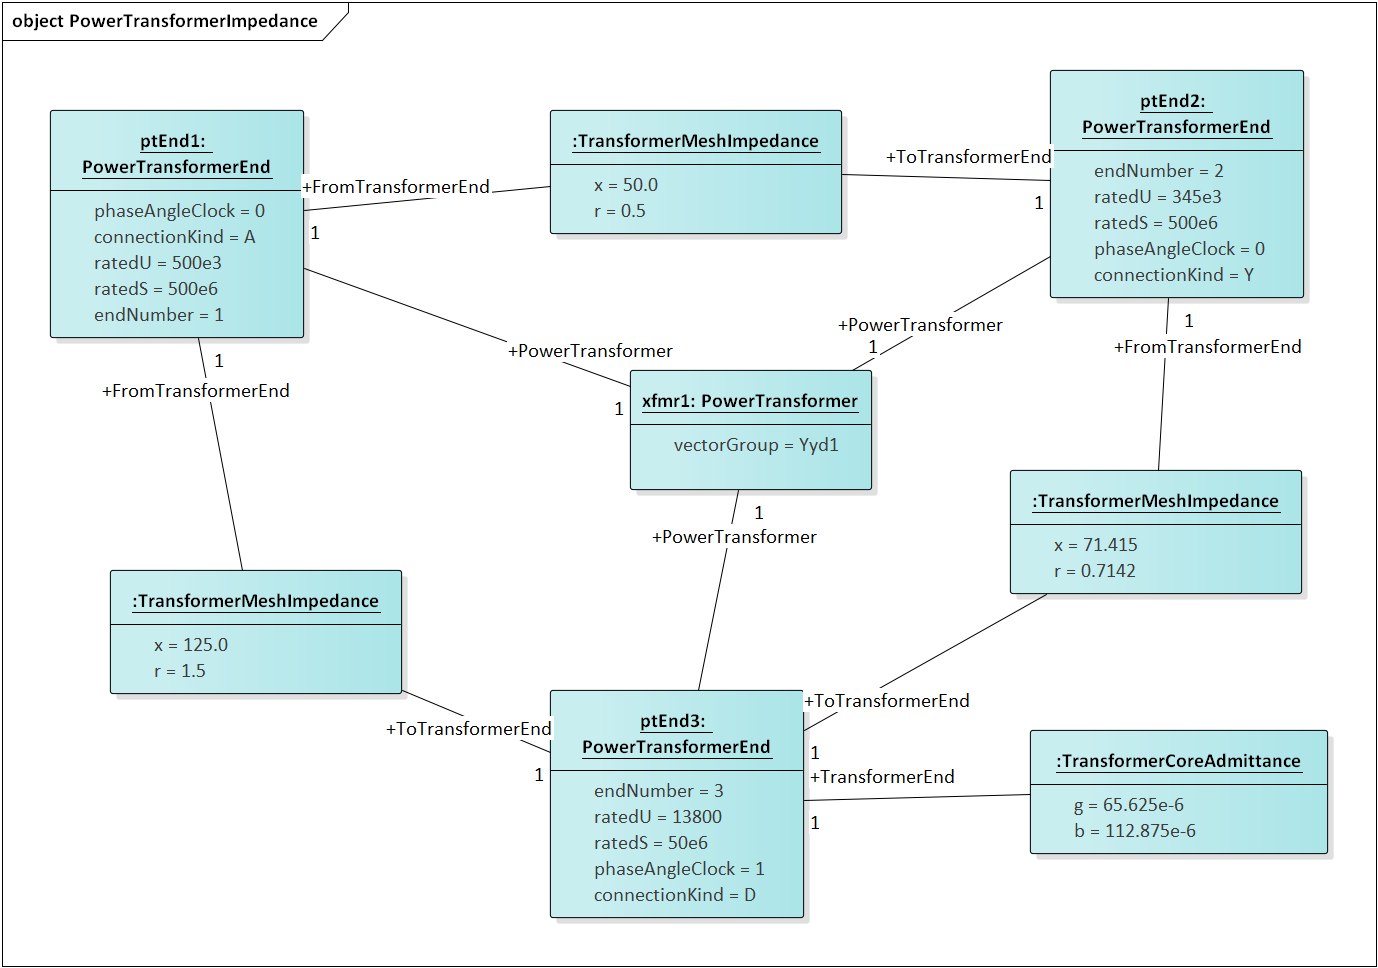 object PowerTransformerImpedance
ptEnd1:
PowerTransformerEnd
phaseAngleClock = 0
connectionKind = A
ratedU = 500e3
ratedS = 500e6
endNumber = 1
+FromTransformerEnd
1
:TransformerMeshImpedance
x = 50.0
r = 0.5
+ToTransformerEnd
1
ptEnd2:
PowerTransformerEnd
endNumber = 2
ratedU = 345e3
ratedS = 500e6
phaseAngleClock = 0
connectionKind = Y
+PowerTransformer
1
+PowerTransformer
1
1
+FromTransformerEnd
1
+FromTransformerEnd
xfmr1: PowerTransformer
vectorGroup = Yyd1
1
+PowerTransformer
:TransformerMeshImpedance
x = 71.415
r = 0.7142
:TransformerMeshImpedance
x = 125.0
r = 1.5
+ToTransformerEnd
1
+ToTransformerEnd
1
ptEnd3:
PowerTransformerEnd
endNumber = 3
ratedU = 13800
ratedS = 50e6
phaseAngleClock = 1
connectionKind = D
+TransformerEnd
1
:TransformerCoreAdmittance
g = 65.625e-6
b = 112.875e-6